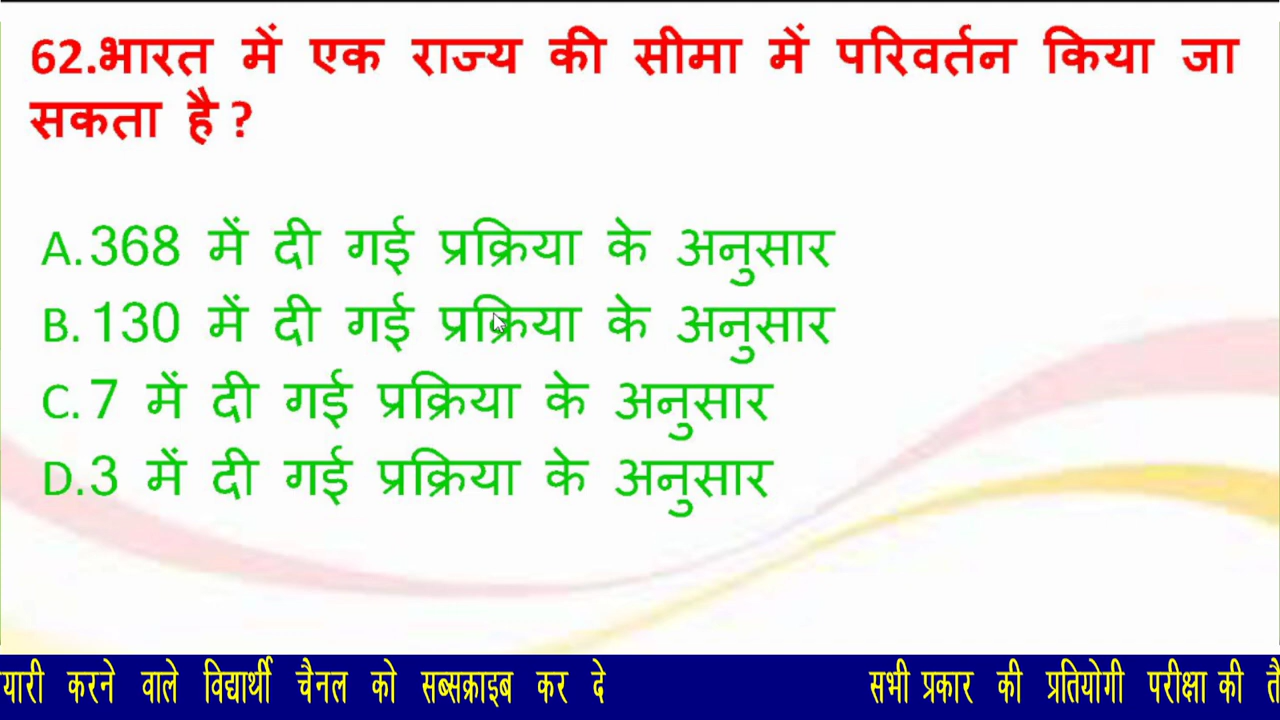 62.भारत में एक राज्य की सीमा में परिवर्तन किया जा
सकता है ?
A. 368 में दी गई प्रक्रिया के अनुसार
B. 130 में दी गई प्रक्रिया के अनुसार
C. 7 में दी गई प्रक्रिया के अनुसार
D. 3 में दी गई प्रक्रिया के अनुसार
यारी करने वाले विद्यार्थी चैनल को सब्सक्राइब कर दे सभी प्रकार की प्रतियोगी परीक्षा की तै